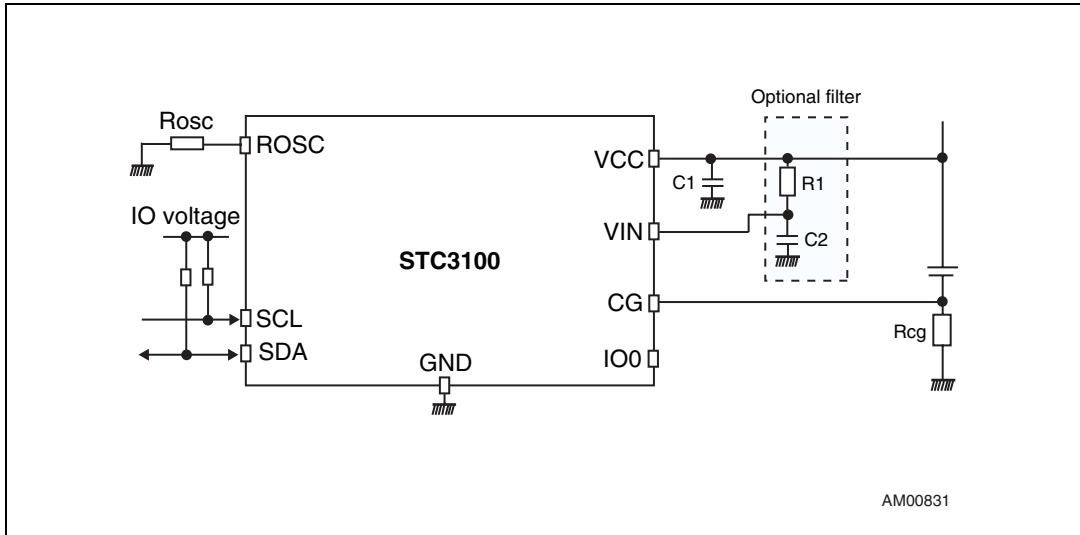 Optional filter
Rosc
ROSC
VCC
C1
R1
IO voltage
VIN
C2
STC3100
CG
SCL
Rcg
SDA
GND
IO0
AM00831